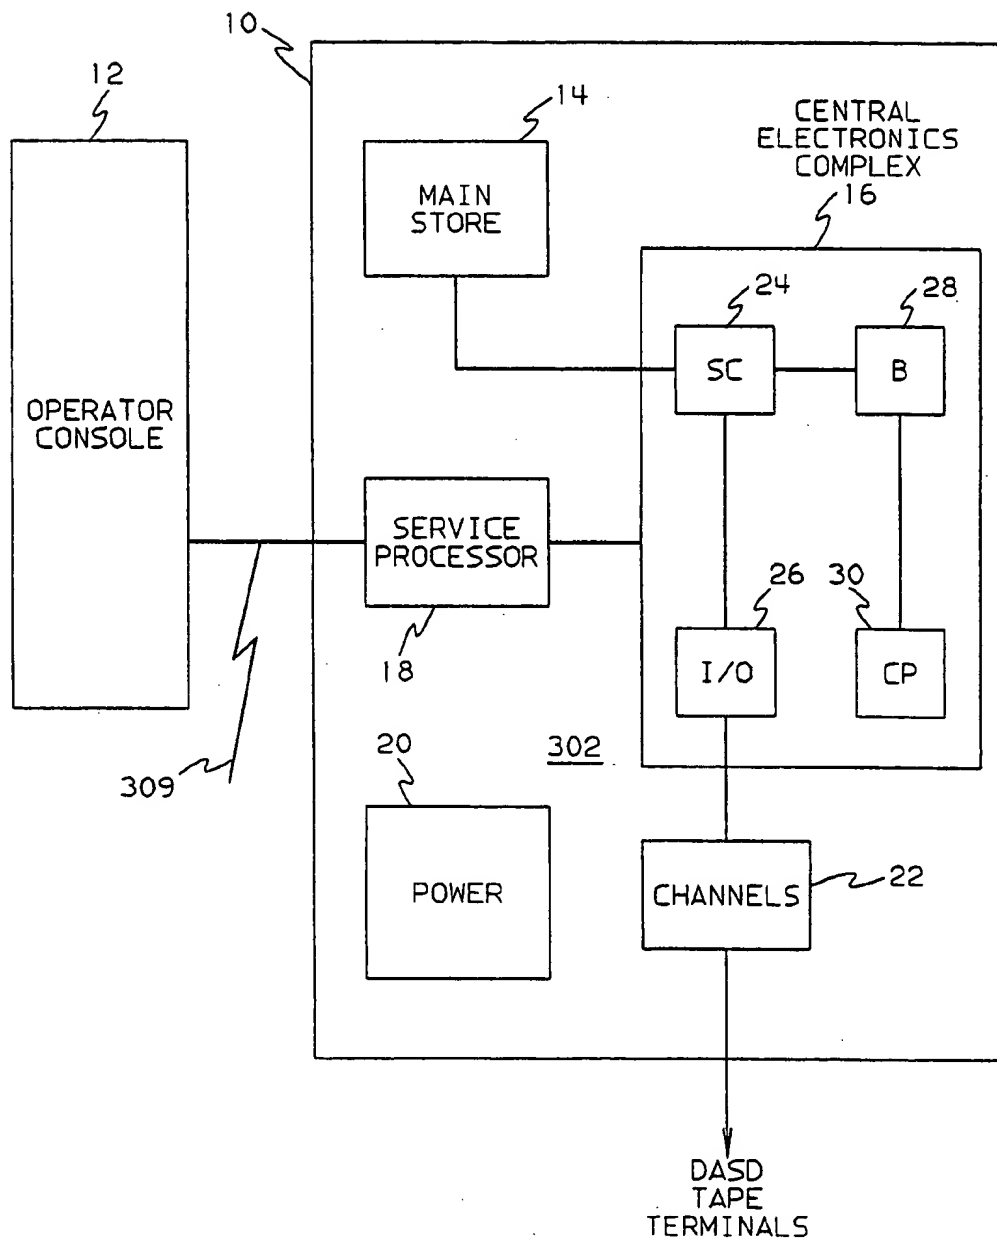 10
12
14
CENTRAL
ELECTRONICS
COMPLEX
16
MAIN
STORE
24
28
SC
B
OPERATOR
CONSOLE
SERVICE
PROCESSOR
18
26
30
I/O
CP
309
20
302
POWER
CHANNELS
22
DASD
TAPE
TERMINALS